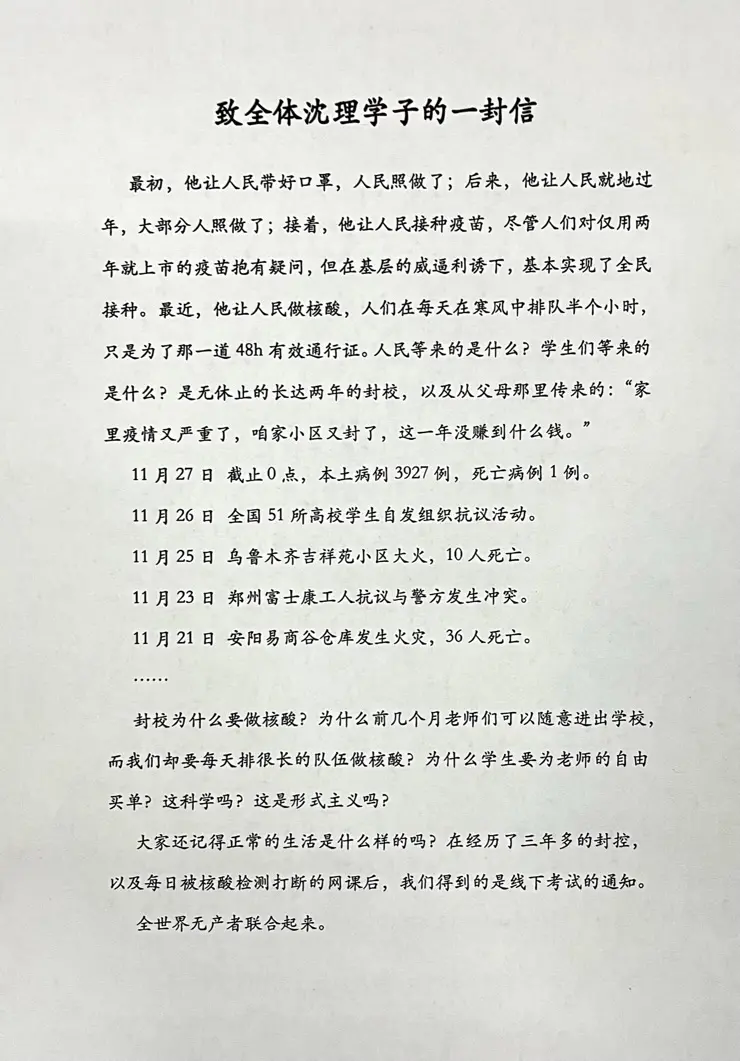 致全体沈理学子的一封信
最初，他让人民带好口罩，人民照做了；后来，他让人民就地过
年，大部分人照做了；接着，他让人民接种疫苗，尽管人们对仅用两
年就上市的疫苗抱有疑问，但在基层的威逼利诱下，基本实现了全民
接种。最近，他让人民做核酸，人们在每天在寒风中排队半个小时，
只是为了那一道 48h 有效通行证。人民等来的是什么？学生们等来的
是什么？是无休止的长达两年的封校，以及从父母那里传来的：“家
里疫情又严重了，咱家小区又封了，这一年没赚到什么钱。”
11 月 27 日 截止 0 点，本土病例 3927 例，死亡病例 1 例。
11 月 26 日 全国 51 所高校学生自发组织抗议活动。
11 月 25 日 乌鲁木齐吉祥苑小区大火，10 人死亡。
11 月 23 日 郑州富士康工人抗议与警方发生冲突。
11 月 21 日 安阳易商谷仓库发生火灾，36 人死亡。
……
封校为什么要做核酸？为什么前几个月老师们可以随意进出学校，
而我们却要每天排很长的队伍做核酸？为什么学生要为老师的自由
买单？这科学吗？这是形式主义吗？
大家还记得正常的生活是什么样的吗？在经历了三年多的封控，
以及每日被核酸检测打断的网课后，我们得到的是线下考试的通知。
全世界无产者联合起来。